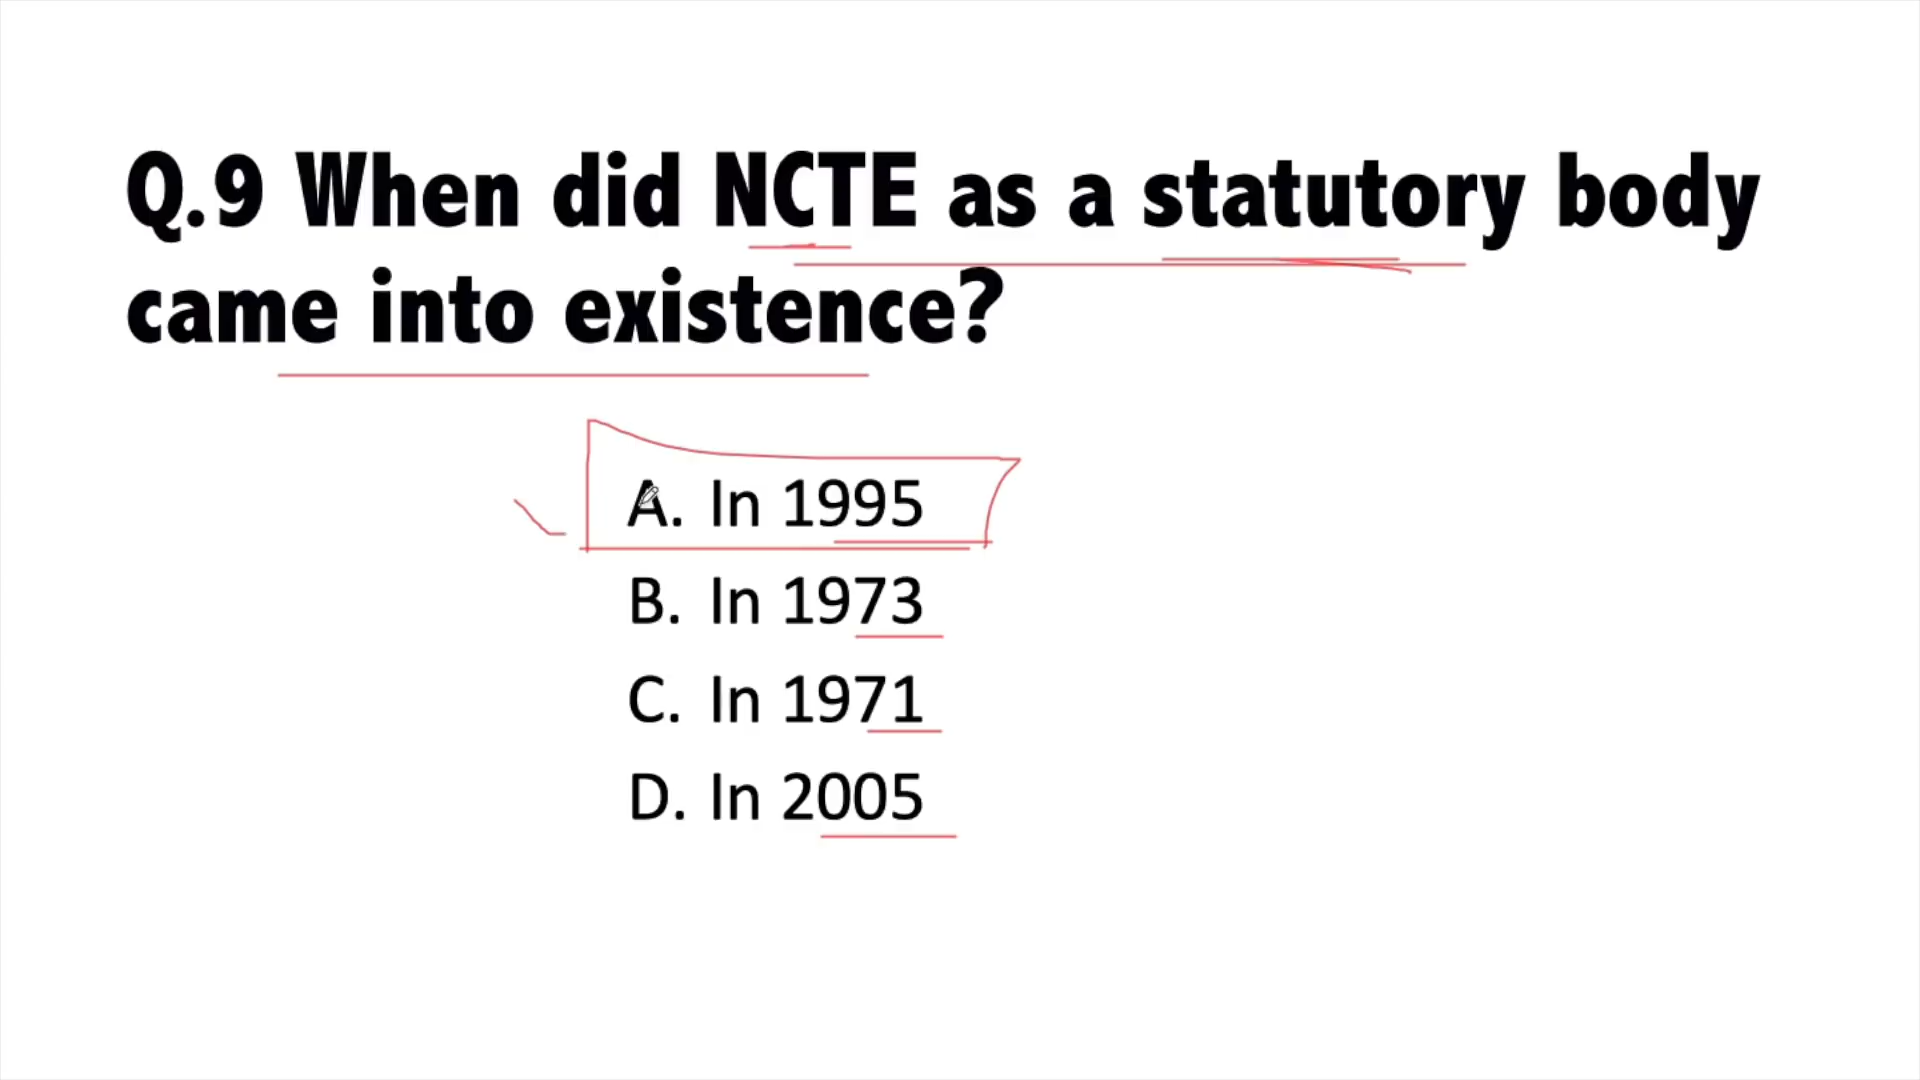 Q.9 When did NCTE as a statutory body
came into existence?
A. In 1995
B. In 1973
C. In 1971
D. In 2005